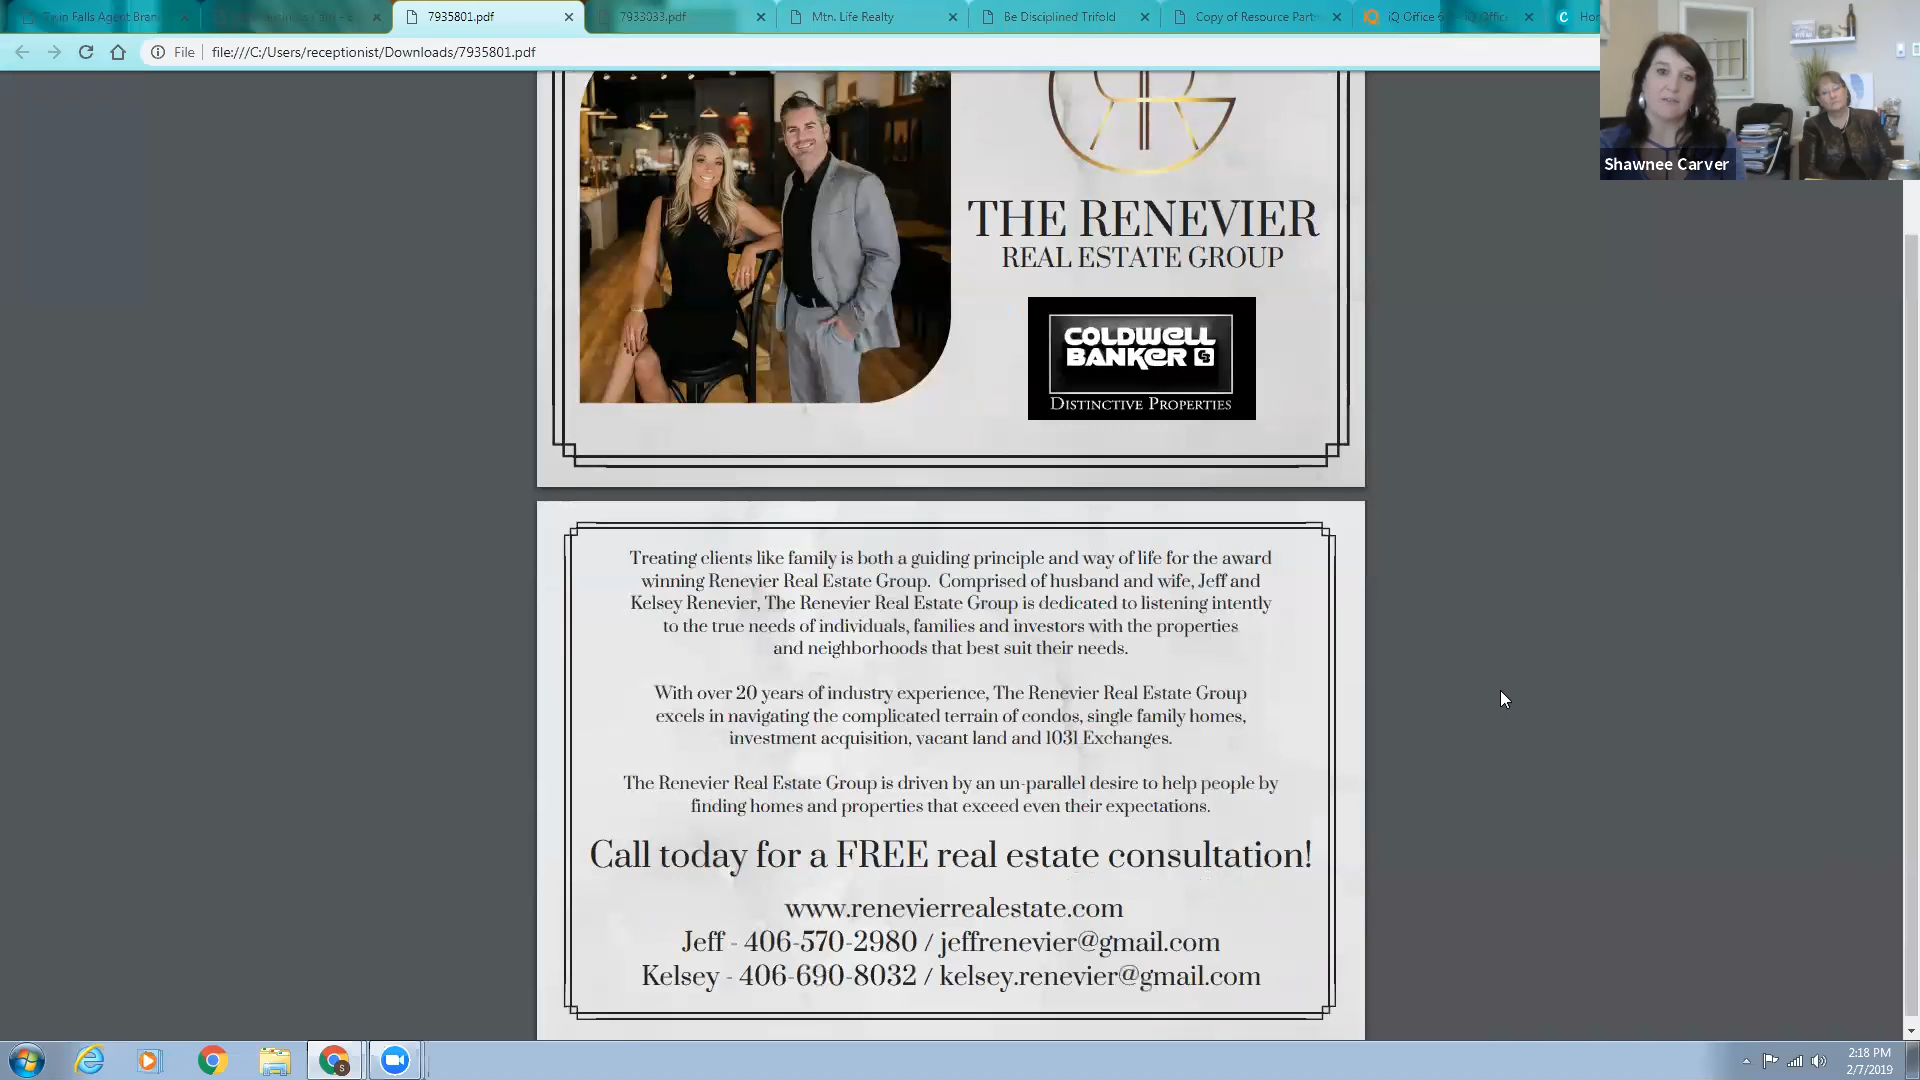 7935801.pdf
7933033.pdf
Mtn. Life Realty
Be Disciplined Trifold
Copy of Resource Partn
File
file:///C:/Users/receptionist/Downloads/7935801.pdf
Shawnee Carver
THE RENEVIER
REAL ESTATE GROUP
COLDWELL
BANKER
DISTINCTIVE PROPERTIES
Treating clients like family is both a guiding principle and way of life for the award
winning Renevier Real Estate Group. Comprised of husband and wife, Jeff and
Kelsey Renevier, The Renevier Real Estate Group is dedicated to listening intently
to the true needs of individuals, families and investors with the properties
and neighborhoods that best suit their needs.
With over 20 years of industry experience, The Renevier Real Estate Group
excels in navigating the complicated terrain of condos, single family homes,
investment acquisition, vacant land and 1031 Exchanges.
The Renevier Real Estate Group is driven by an un-parallel desire to help people by
finding homes and properties that exceed even their expectations.
Call today for a FREE real estate consultation!
www.renevierrealestate.com
Jeff - 406-570-2980 / jeffrenevier@gmail.com
Kelsey - 406-690-8032 / kelsey.renevier@gmail.com
2:18 PM
2/7/2019